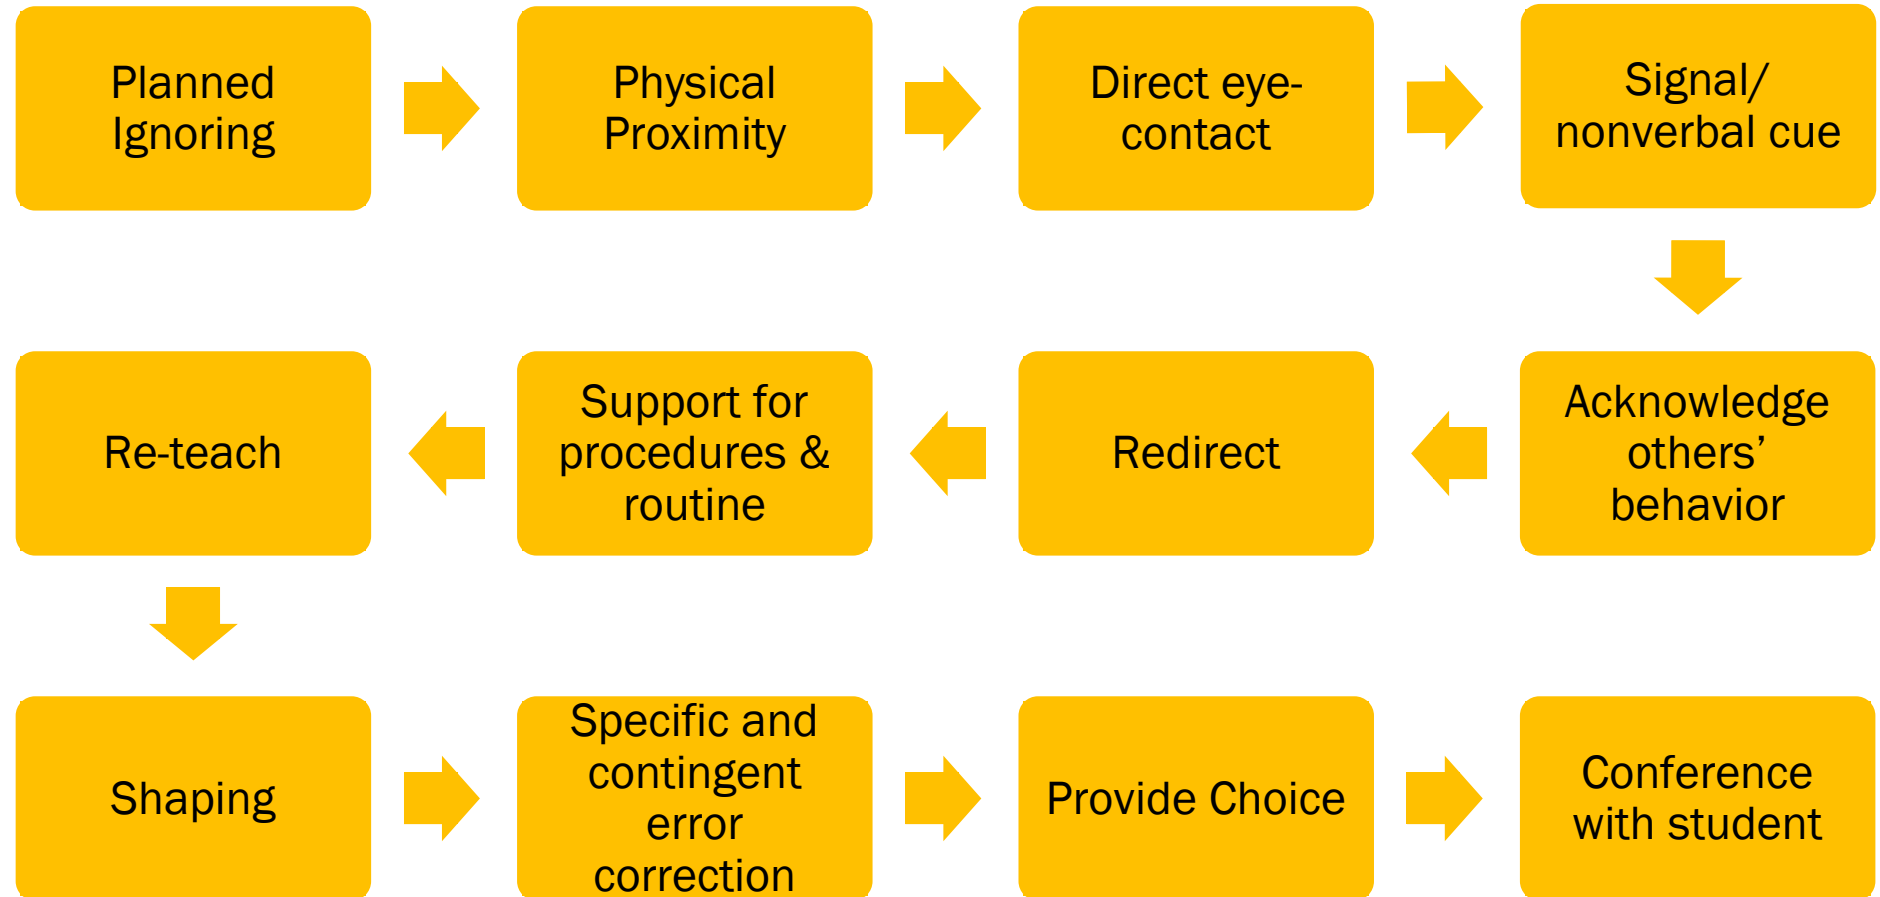 Planned
Ignoring
Physical
Proximity
Direct eye-
contact
Signal/
nonverbal cue
Acknowledge
others’
behavior
Redirect
Support for
procedures &
routine
Re-teach
Shaping
Specific and
contingent
error
correction
Provide Choice
Conference
with student